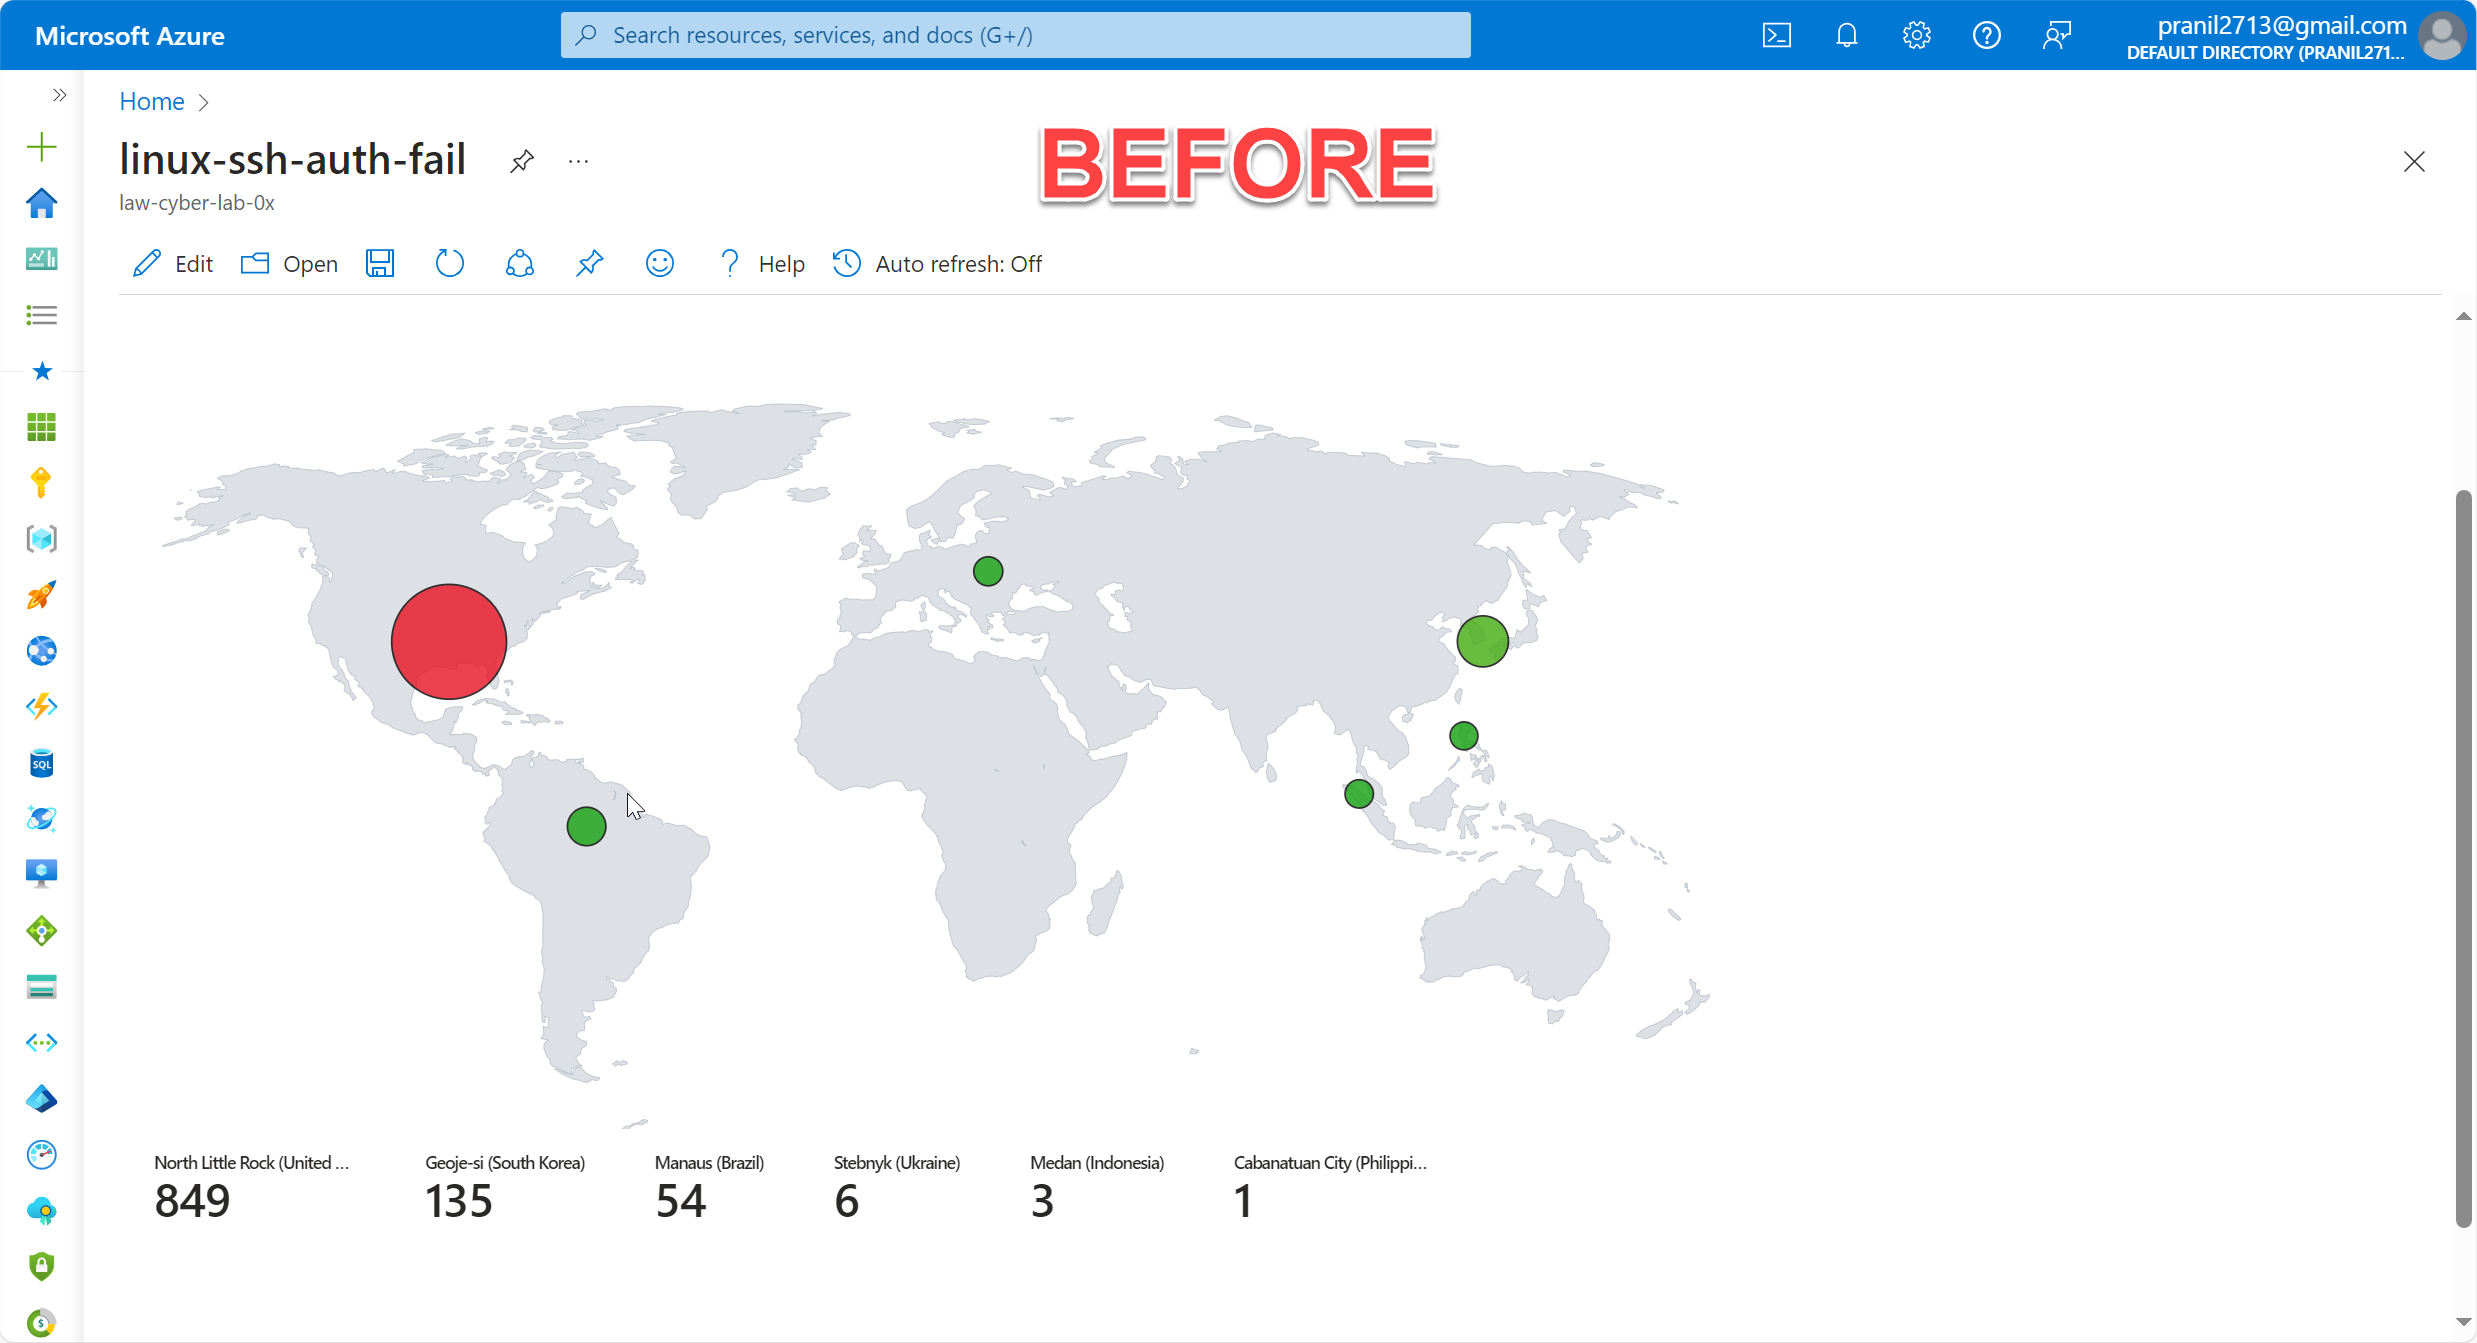 Microsoft Azure
Search resources, services, and docs (G+/)
pranil2713@gmail.com
DEFAULT DIRECTORY (PRANIL271...
Home
linux-ssh-auth-fail
law-cyber-lab-0x
BEFORE
Edit Open Help Auto refresh: Off
SQL
North Little Rock (United ... Geoje-si (South Korea) Manaus (Brazil) Stebnyk (Ukraine) Medan (Indonesia) Cabanatuan City (Philippi...
849 135 54 6 3 1